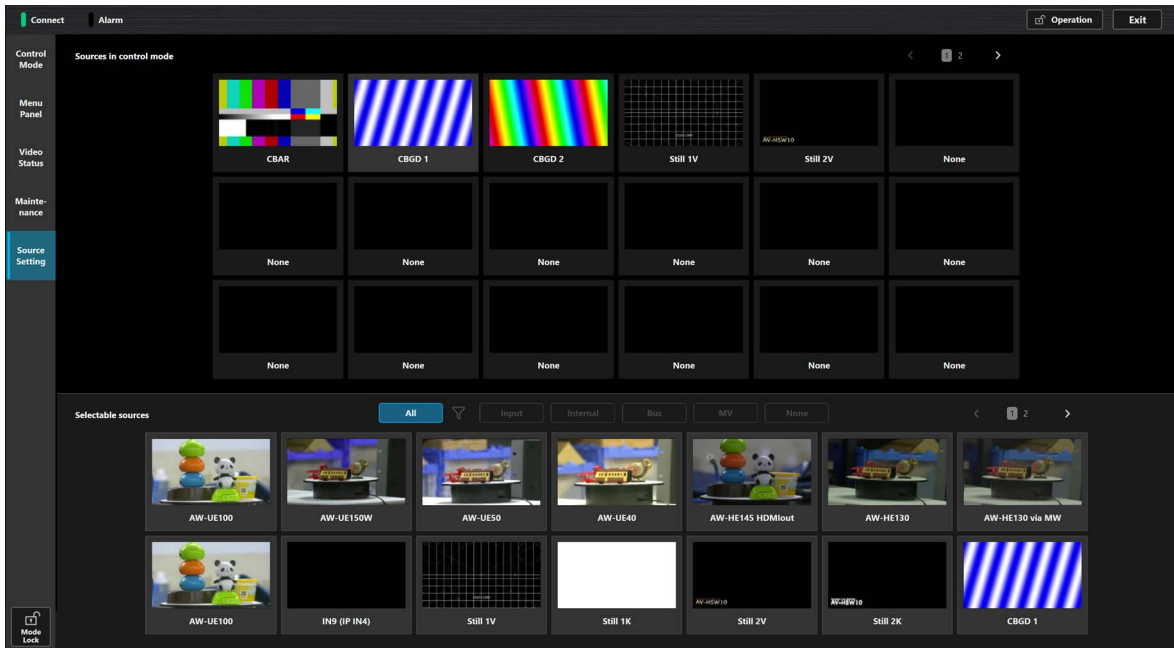 Connect
Alarm
Operation
Exit
Control
Mode
Menu
Panel
Video
Status
Mainte-
nance
Source
Setting
Sources in control mode
1 2
AV-HSW10
CBAR
CBGD 1
CBGD 2
Still 1V
Still 2V
None
None
None
None
None
None
None
None
None
None
None
None
None
Selectable sources
All
Input
Internal
Bus
MV
None
1 2
AW-UE100
AW-UE150W
AW-UE50
AW-UE40
AW-HE145 HDMIout
AW-HE130
AW-HE130 via MW
AV-HSW10
AV-HSW10
AW-UE100
IN9 (IP IN4)
Still 1V
Still 1K
Still 2V
Still 2K
CBGD 1
Mode
Lock